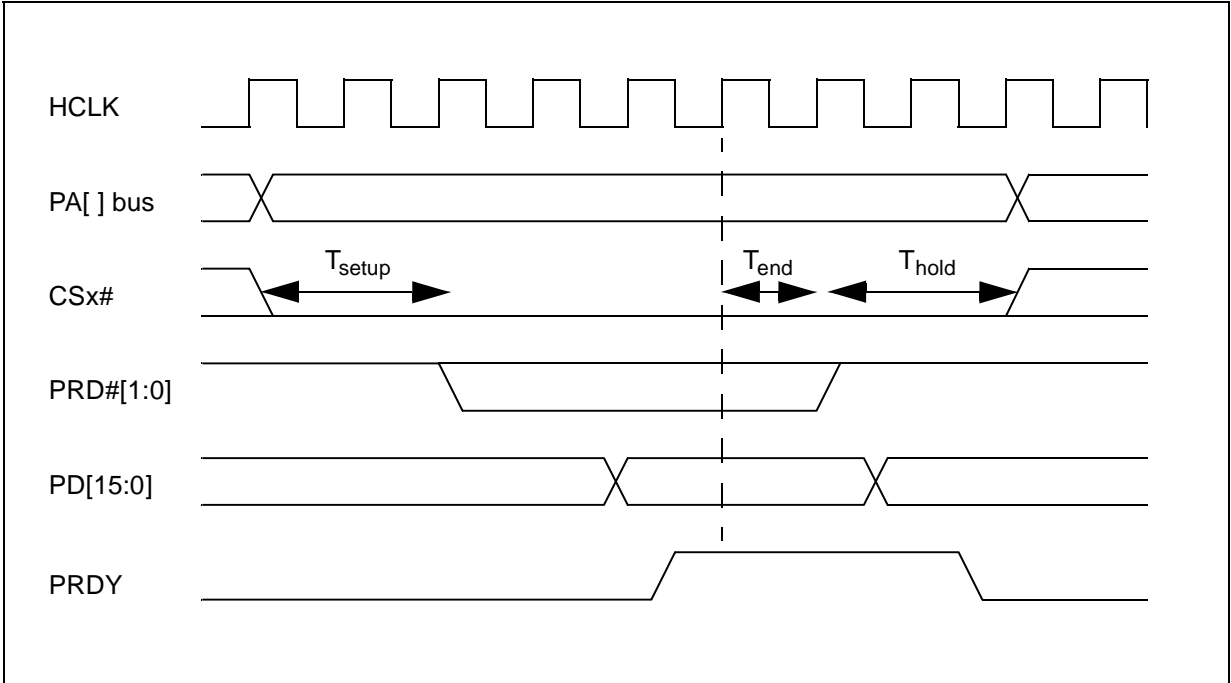 HCLK
PA[ ] bus
CSx#
Tsetup
Tend
Thold
PRD#[1:0]
PD[15:0]
PRDY